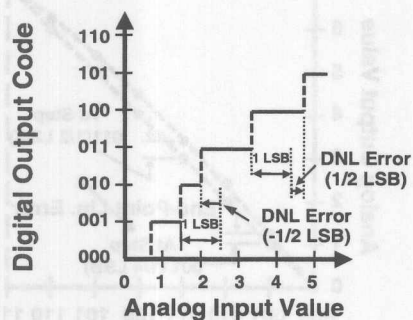 Digital Output Code
110
101
100
011
010
001
000
1 LSB
DNL Error
(1/2 LSB)
1 LSB
DNL Error
(-1/2 LSB)
0 1 2 3 4 5
Analog Input Value